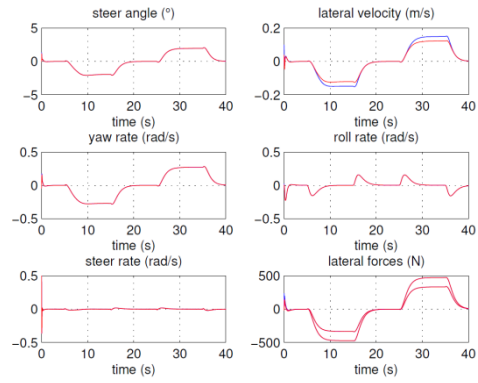 steer angle (°)
5
0
−5
0 10 20 30 40
time (s)
lateral velocity (m/s)
0.2
0
−0.2
0 10 20 30 40
time (s)
yaw rate (rad/s)
0.5
0
−0.5
0 10 20 30 40
time (s)
roll rate (rad/s)
0.5
0
−0.5
0 10 20 30 40
time (s)
steer rate (rad/s)
0.5
0
−0.5
0 10 20 30 40
time (s)
lateral forces (N)
500
0
−500
0 10 20 30 40
time (s)